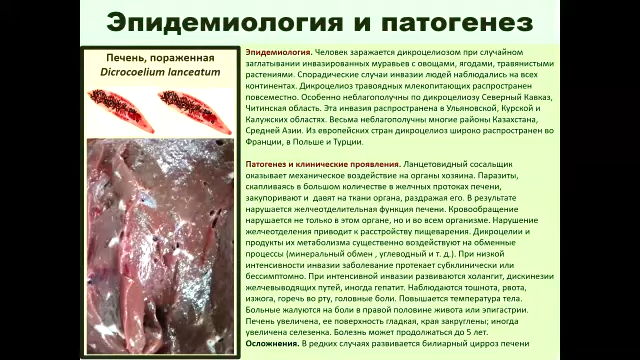 Эпидемиология и патогенез
Печень, пораженная
Dicrocoelium lanceatum
Эпидемиология. Человек заражается дикроцелиозом при случайном
заглатывании инвазированных муравьев с овощами, ягодами, травянистыми
растениями. Спорадические случаи инвазии людей наблюдались на всех
континентах. Дикроцелиоз травоядных млекопитающих распространен
повсеместно. Особенно неблагополучны по дикроцелиозу Северный Кавказ,
Читинская область. Эта инвазия распространена в Ульяновской, Курской и
Калужских областях. Весьма неблагополучны многие районы Казахстана,
Средней Азии. Из европейских стран дикроцелиоз широко распространен во
Франции, в Польше и Турции.
Патогенез и клинические проявления. Ланцетовидный сосальщик
оказывает механическое воздействие на органы хозяина. Паразиты,
скапливаясь в большом количестве в желчных протоках печени,
закупоривают и давят на ткани органа, раздражая его. В результате
нарушается желчеотделительная функция печени. Кровообращение
нарушается не только в этом органе, но и во всем организме. Нарушение
желчеотделения приводит к расстройству пищеварения. Дикроцелии и
продукты их метаболизма существенно воздействуют на обменные
процессы (минеральный обмен , углеводный и т. д.). При низкой
интенсивности инвазии заболевание протекает субклинически или
бессимптомно. При интенсивной инвазии развиваются холангит, дискинезии
желчевыводящих путей, иногда гепатит. Наблюдаются тошнота, рвота,
изжога, горечь во рту, головные боли. Повышается температура тела.
Больные жалуются на боли в правой половине живота или эпигастрии.
Печень увеличена, ее поверхность гладкая, края закруглены; иногда
увеличена селезенка. Болезнь может продолжаться до 5 лет.
Осложнения. В редких случаях развивается билиарный цирроз печени